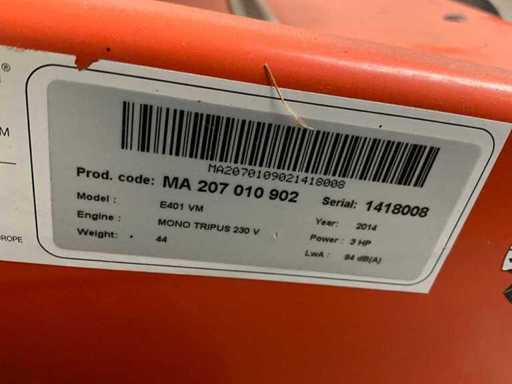 ®
M
ROPE
MA2070109021418008
Prod. code: MA 207 010 902 Serial: 1418008
Model : E401 VM Year: 2014
Engine : MONO TRIPUS 230 V Power : 3 HP
Weight: 44 LwA : 94 dB(A)